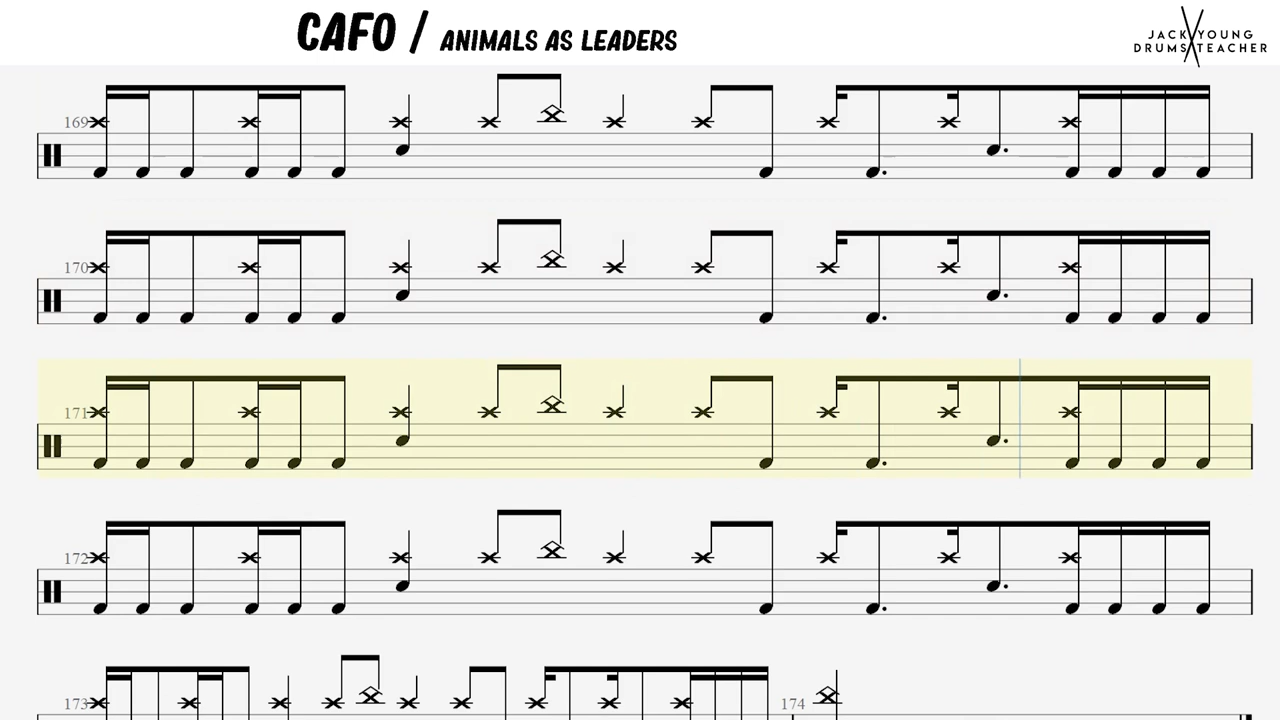 CAFO / ANIMALS AS LEADERS
JACK YOUNG
DRUMS TEACHER
169
170
171
172
173
174